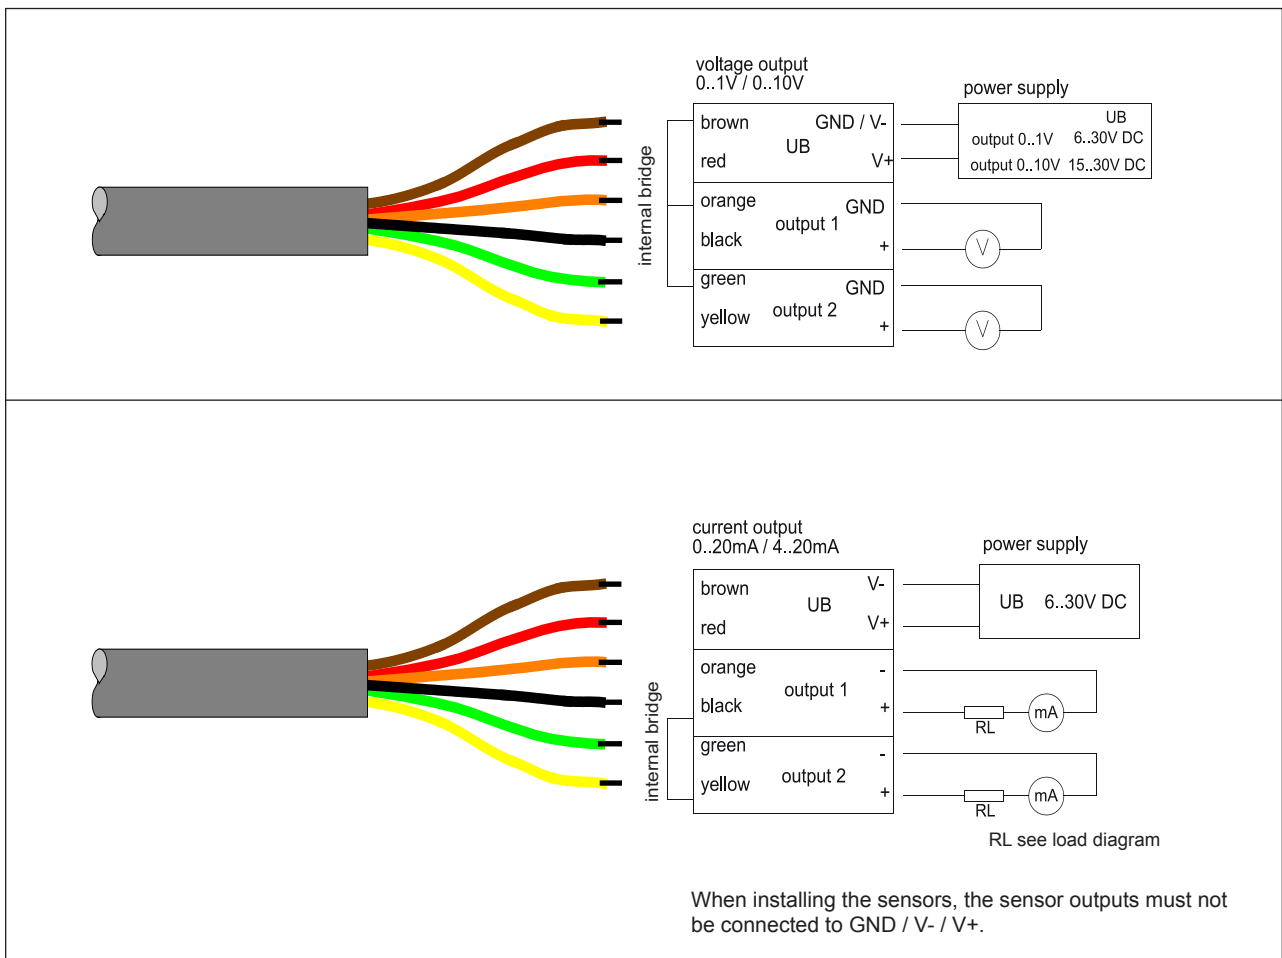 voltage output
0..1V / 0..10V
power supply
internal bridge
brown GND / V-
UB
red V+
orange GND
output 1
black +
green GND
output 2
yellow +
UB
output 0..1V 6..30V DC
output 0..10V 15..30V DC
V
V
current output
0..20mA / 4..20mA
power supply
internal bridge
brown V-
UB
red V+
orange -
output 1
black +
green -
output 2
yellow +
UB 6..30V DC
RL mA
RL mA
RL see load diagram
When installing the sensors, the sensor outputs must not
be connected to GND / V- / V+.